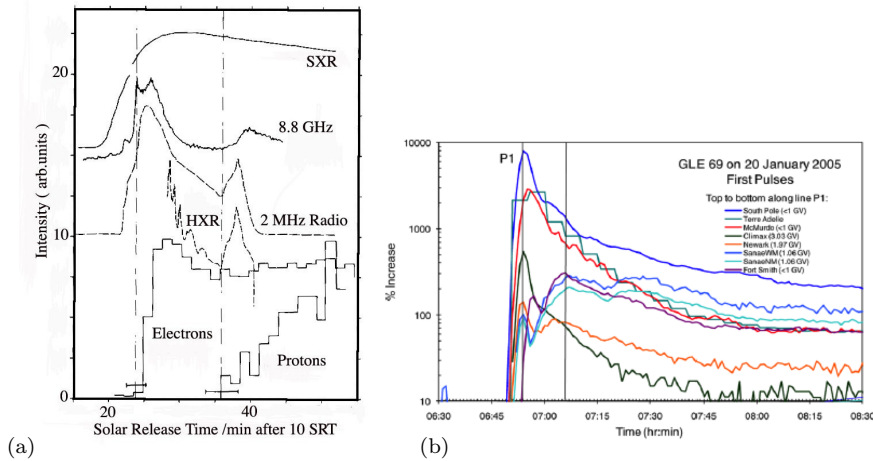 20
10
0
20
40
Intensity ( arb.units )
SXR
8.8 GHz
HXR
2 MHz Radio
Electrons
Protons
Solar Release Time /min after 10 SRT
(a)
10000
1000
100
10
% Increase
P1
GLE 69 on 20 January 2005
First Pulses
Top to bottom along line P1:
South Pole (<1 GV)
Terre Adelie
McMurdo (<1 GV)
Climax (3.03 GV)
Newark (1.97 GV)
SanaeWM (1.06 GV)
SanaeNM (1.06 GV)
Fort Smith (<1 GV)
06:30
06:45
07:00
07:15
07:30
07:45
08:00
08:15
08:30
Time (hr:min)
(b)